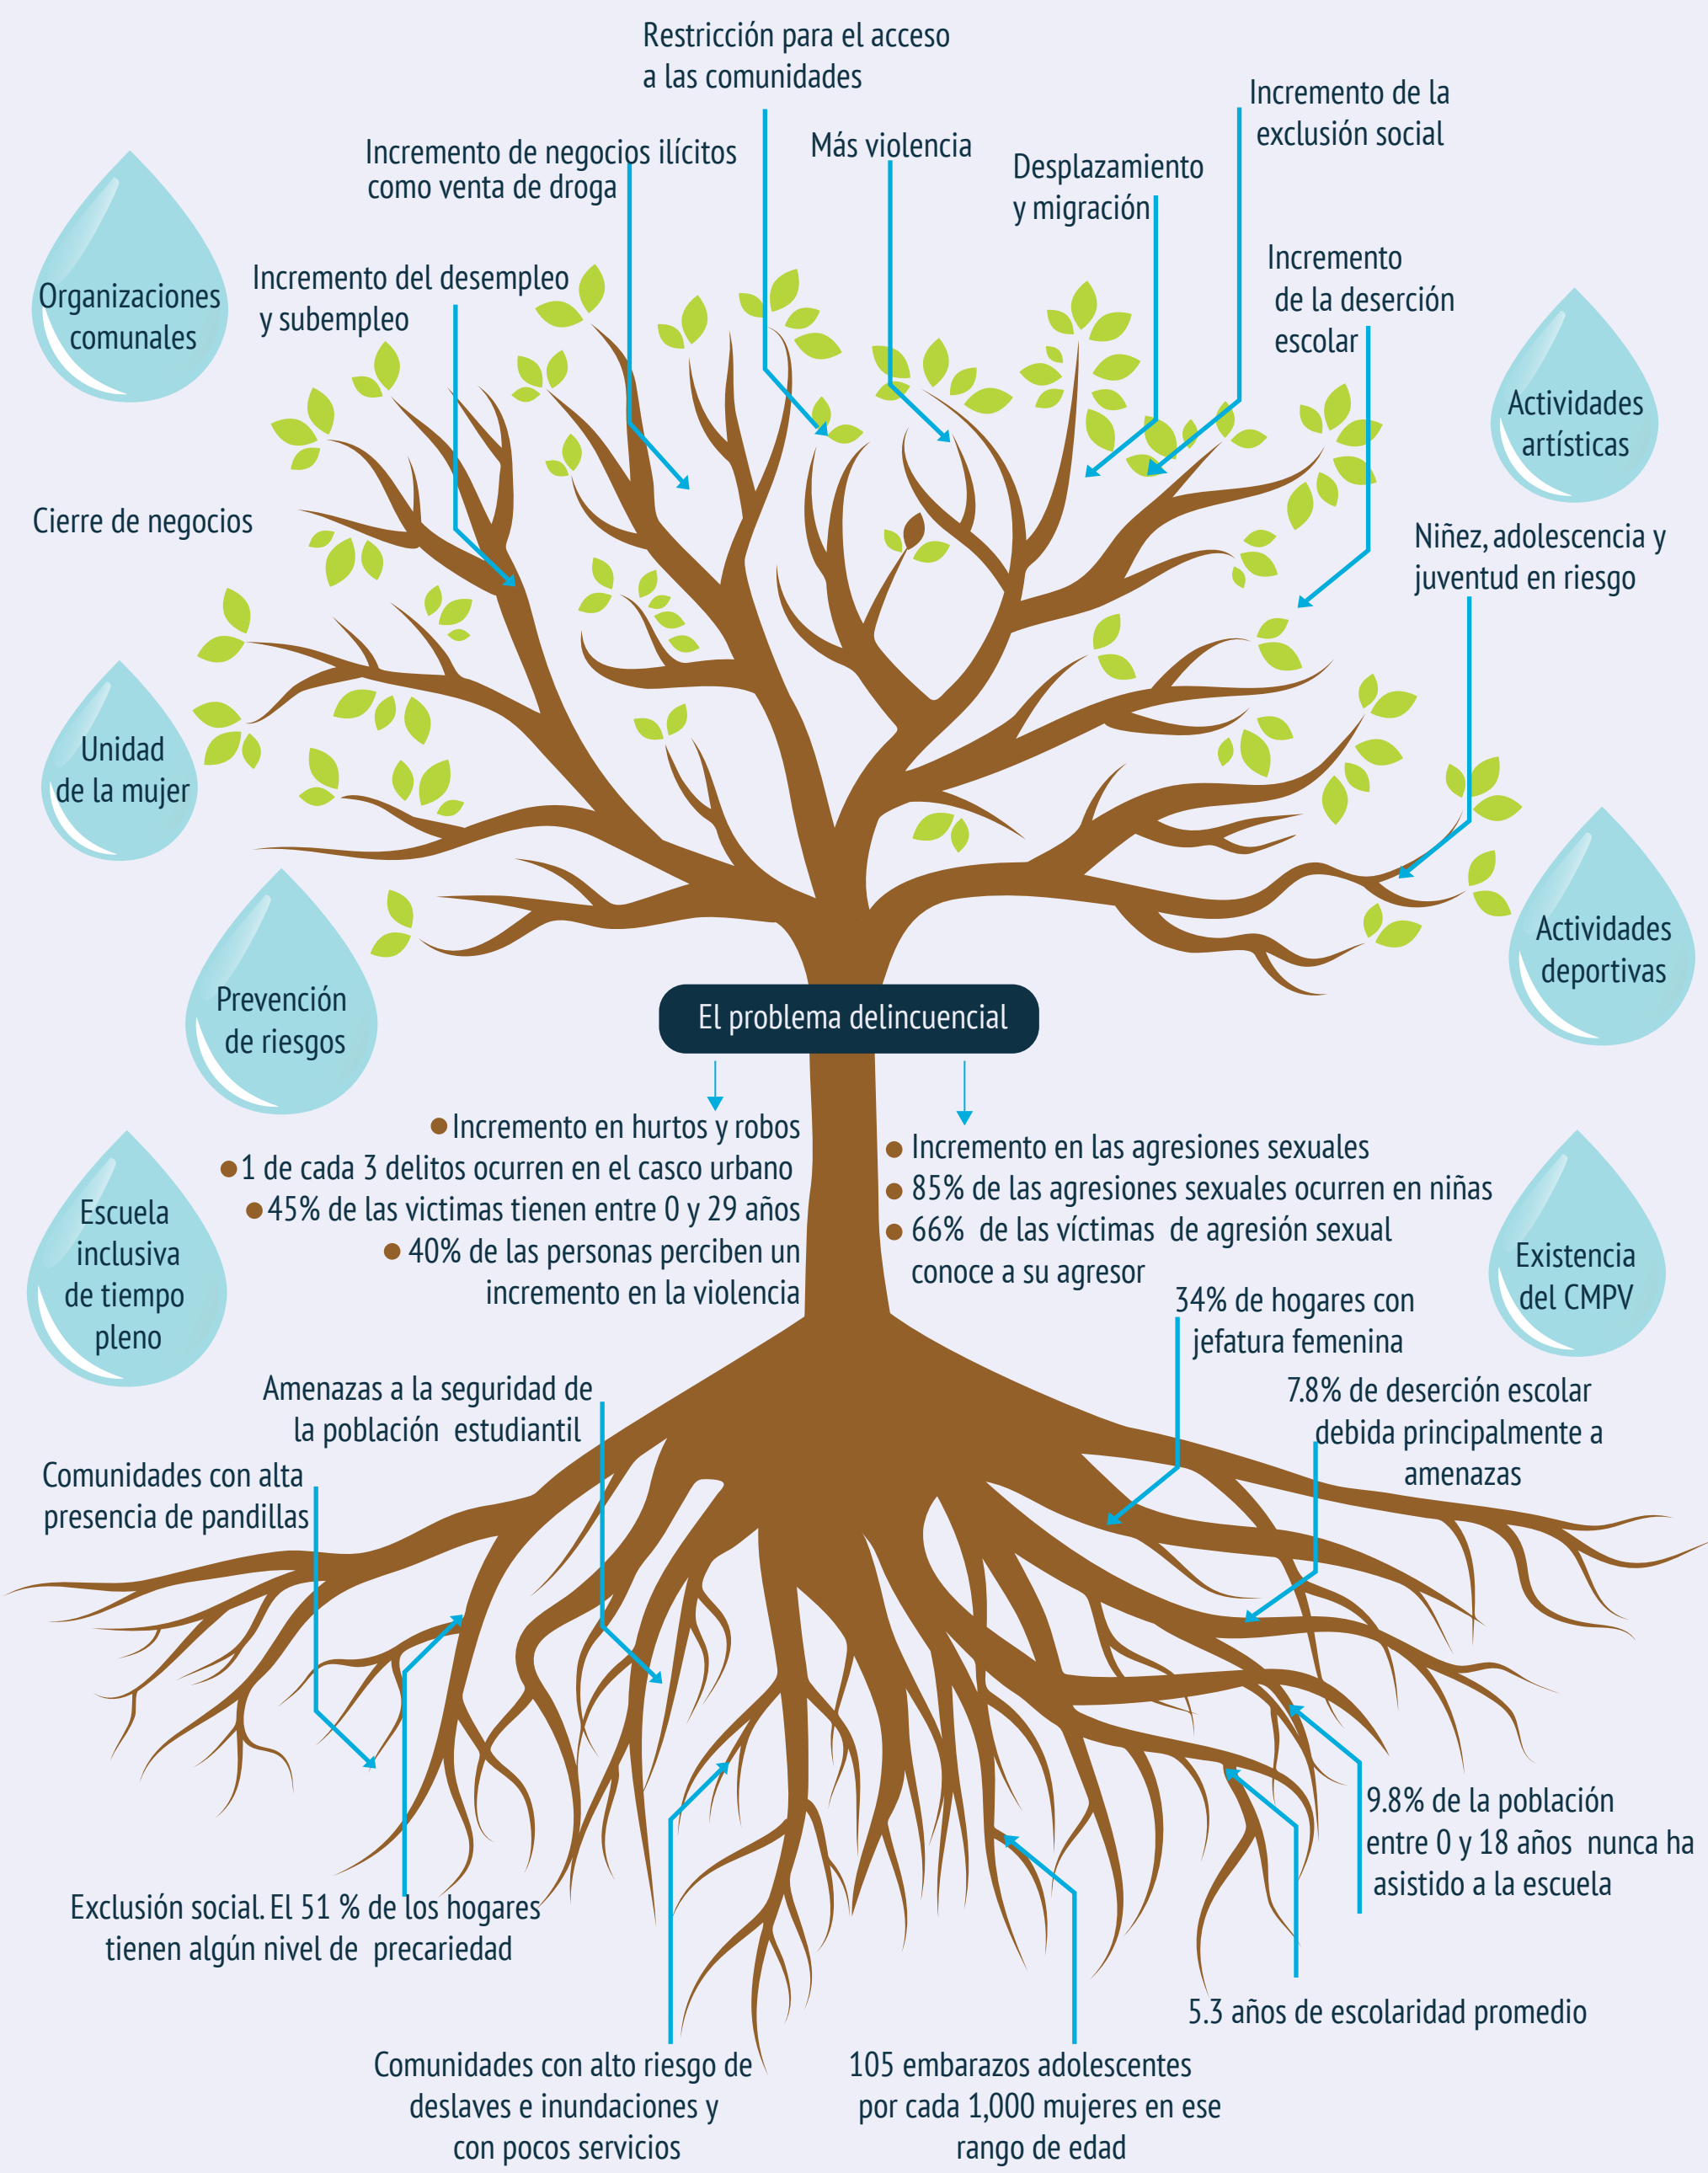 Restricción para el acceso
a las comunidades
Incremento de la
exclusión social
Incremento de negocios ilícitos
como venta de droga
Más violencia
Desplazamiento
y migración
Organizaciones
comunales
Incremento del desempleo
y subempleo
Incremento
de la deserción
escolar
Actividades
artísticas
Cierre de negocios
Niñez, adolescencia y
juventud en riesgo
Unidad
de la mujer
Actividades
deportivas
Prevención
de riesgos
El problema delincuencial
Incremento en hurtos y robos
1 de cada 3 delitos ocurren en el casco urbano
45% de las victimas tienen entre 0 y 29 años
40% de las personas perciben un
incremento en la violencia
Incremento en las agresiones sexuales
85% de las agresiones sexuales ocurren en niñas
66% de las víctimas de agresión sexual
conoce a su agresor
Escuela
inclusiva
de tiempo
pleno
Existencia
del CMPV
34% de hogares con
jefatura femenina
Amenazas a la seguridad de
la población estudiantil
7.8% de deserción escolar
debida principalmente a
amenazas
Comunidades con alta
presencia de pandillas
9.8% de la población
entre 0 y 18 años nunca ha
asistido a la escuela
Exclusión social. El 51 % de los hogares
tienen algún nivel de precariedad
5.3 años de escolaridad promedio
Comunidades con alto riesgo de
deslaves e inundaciones y
con pocos servicios
105 embarazos adolescentes
por cada 1,000 mujeres en ese
rango de edad